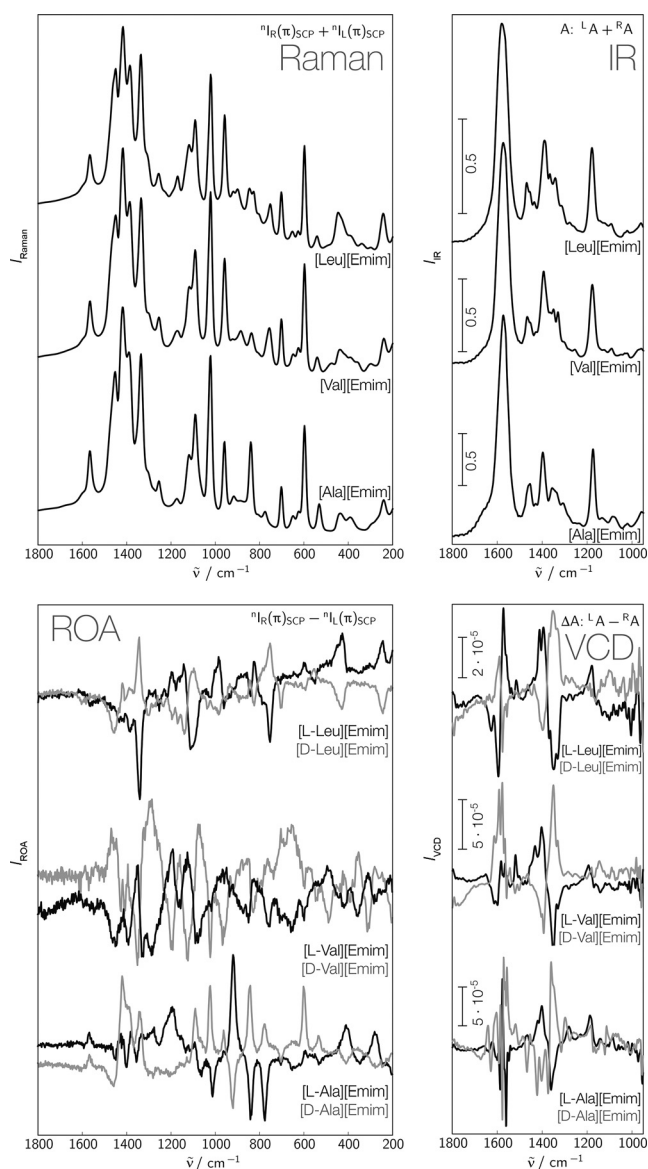 ⁿI_R(π)_SCP + ⁿI_L(π)_SCP
Raman
I_Raman
[Leu][Emim]
[Val][Emim]
[Ala][Emim]
1800 1600 1400 1200 1000 800 600 400 200
ν̃ / cm⁻¹
A: ᴸA + ᴿA
IR
I_IR
0.5
[Leu][Emim]
0.5
[Val][Emim]
0.5
[Ala][Emim]
1800 1600 1400 1200 1000
ν̃ / cm⁻¹
ROA
ⁿI_R(π)_SCP − ⁿI_L(π)_SCP
I_ROA
[L-Leu][Emim]
[D-Leu][Emim]
[L-Val][Emim]
[D-Val][Emim]
[L-Ala][Emim]
[D-Ala][Emim]
1800 1600 1400 1200 1000 800 600 400 200
ν̃ / cm⁻¹
ΔA: ᴸA − ᴿA
VCD
I_VCD
2 · 10⁻⁵
[L-Leu][Emim]
[D-Leu][Emim]
5 · 10⁻⁵
[L-Val][Emim]
[D-Val][Emim]
5 · 10⁻⁵
[L-Ala][Emim]
[D-Ala][Emim]
1800 1600 1400 1200 1000
ν̃ / cm⁻¹